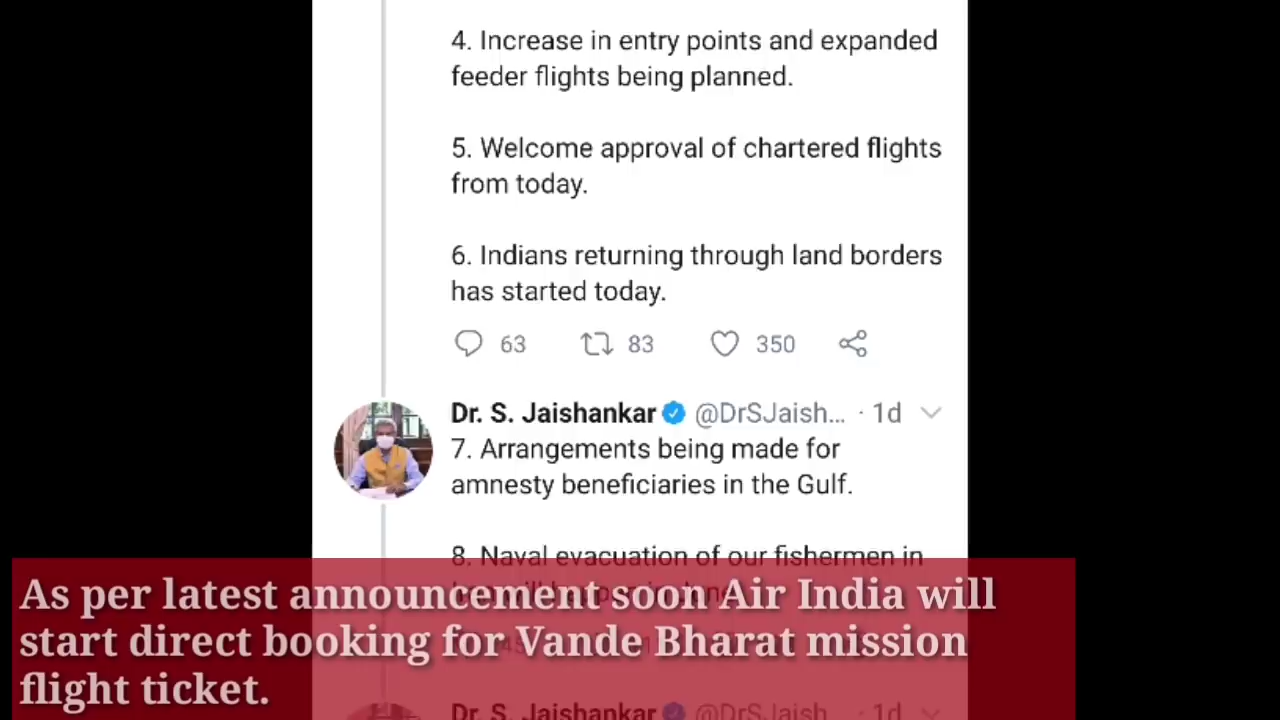 4. Increase in entry points and expanded
feeder flights being planned.
5. Welcome approval of chartered flights
from today.
6. Indians returning through land borders
has started today.
63 83 350
Dr. S. Jaishankar @DrSJaish... · 1d
7. Arrangements being made for
amnesty beneficiaries in the Gulf.
8. Naval evacuation of our fishermen in
As per latest announcement soon Air India will
start direct booking for Vande Bharat mission
flight ticket.
Dr. S. Jaishankar @DrSJaish... · 1d